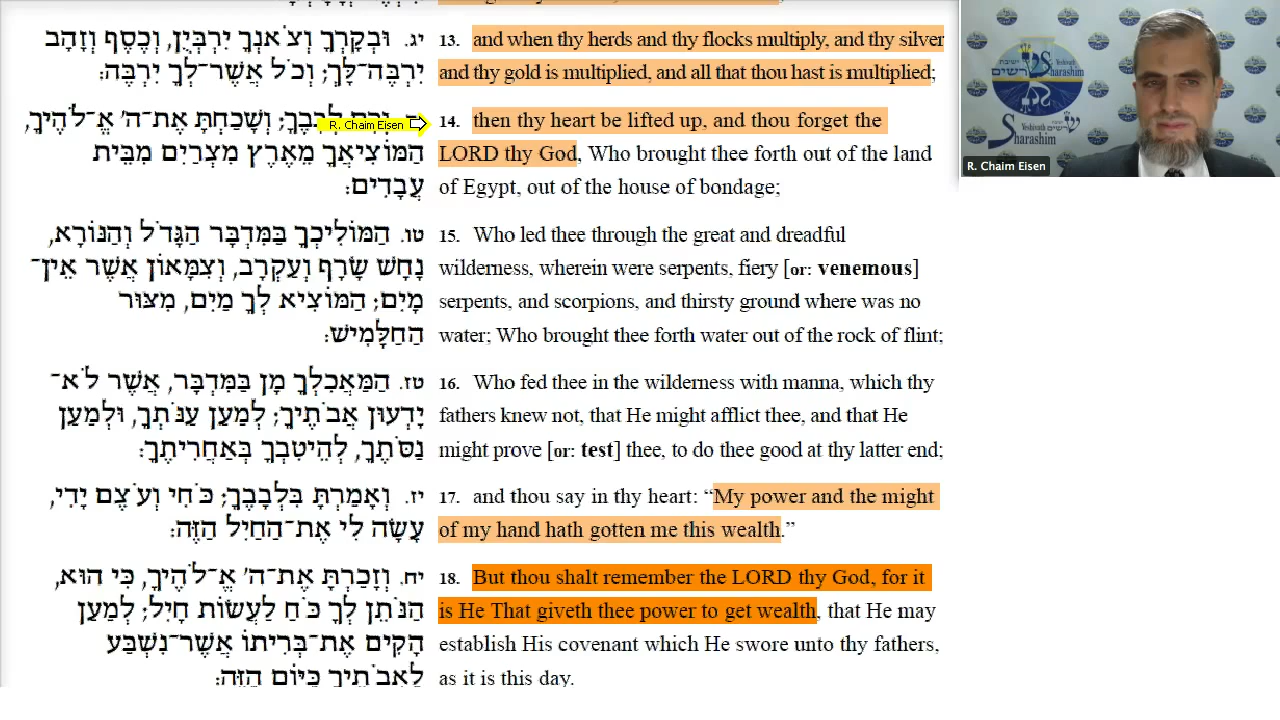 יג. וּבְקָרְךָ וְצֹאנְךָ יִרְבְּיֻן, וְכֶסֶף וְזָהָב
יִרְבֶּה־לָּךְ; וְכֹל אֲשֶׁר־לְךָ יִרְבֶּה:
לְבָבֶךָ; וְשָׁכַחְתָּ אֶת־ה' אֱ־לֹהֶיךָ,
הַמּוֹצִיאֲךָ מֵאֶרֶץ מִצְרַיִם מִבֵּית
עֲבָדִים:
טו. הַמּוֹלִיכְךָ בַּמִּדְבָּר הַגָּדֹל וְהַנּוֹרָא,
נָחָשׁ שָׂרָף וְעַקְרָב, וְצִמָּאוֹן אֲשֶׁר אֵין־
מָיִם; הַמּוֹצִיא לְךָ מַיִם, מִצּוּר
הַחַלָּמִישׁ:
טז. הַמַּאֲכִלְךָ מָן בַּמִּדְבָּר, אֲשֶׁר לֹא־
יָדְעוּן אֲבֹתֶיךָ; לְמַעַן עַנֹּתְךָ, וּלְמַעַן
נַסֹּתֶךָ, לְהֵיטִבְךָ בְּאַחֲרִיתֶךָ:
יז. וְאָמַרְתָּ בִּלְבָבֶךָ; כֹּחִי וְעֹצֶם יָדִי,
עָשָׂה לִי אֶת־הַחַיִל הַזֶּה:
יח. וְזָכַרְתָּ אֶת־ה' אֱ־לֹהֶיךָ, כִּי הוּא,
הַנֹּתֵן לְךָ כֹּחַ לַעֲשׂוֹת חָיִל; לְמַעַן
הָקִים אֶת־בְּרִיתוֹ אֲשֶׁר־נִשְׁבַּע
לַאֲבֹתֶיךָ כַּיּוֹם הַזֶּה:
13. and when thy herds and thy flocks multiply, and thy silver
and thy gold is multiplied, and all that thou hast is multiplied;
R. Chaim Eisen
14. then thy heart be lifted up, and thou forget the
LORD thy God, Who brought thee forth out of the land
of Egypt, out of the house of bondage;
15. Who led thee through the great and dreadful
wilderness, wherein were serpents, fiery [or: venemous]
serpents, and scorpions, and thirsty ground where was no
water; Who brought thee forth water out of the rock of flint;
16. Who fed thee in the wilderness with manna, which thy
fathers knew not, that He might afflict thee, and that He
might prove [or: test] thee, to do thee good at thy latter end;
17. and thou say in thy heart: “My power and the might
of my hand hath gotten me this wealth.”
18. But thou shalt remember the LORD thy God, for it
is He That giveth thee power to get wealth, that He may
establish His covenant which He swore unto thy fathers,
as it is this day.
Yeshivath
Sharashim
Yeshivath
Sharashim
R. Chaim Eisen